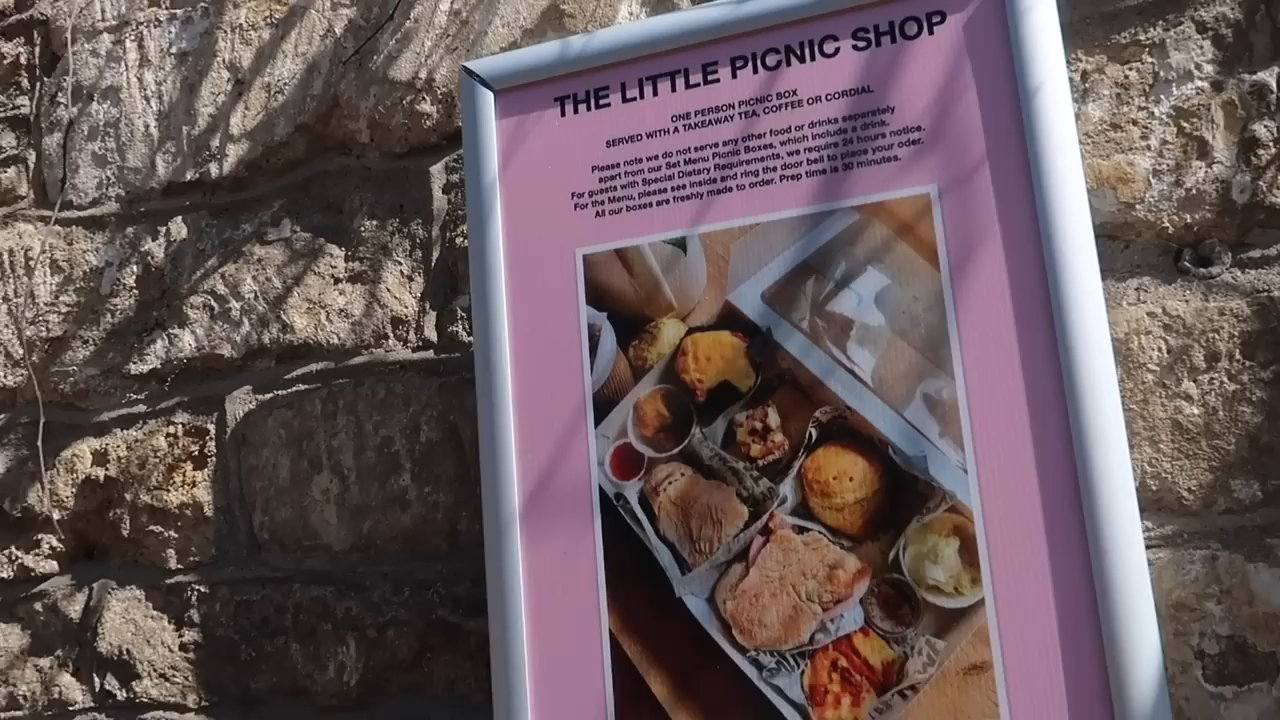 THE LITTLE PICNIC SHOP
ONE PERSON PICNIC BOX
SERVED WITH A TAKEAWAY TEA, COFFEE OR CORDIAL
Please note we do not serve any other food or drinks separately
apart from our Set Menu Picnic Boxes, which include a drink.
For guests with Special Dietary Requirements, we require 24 hours notice.
For the Menu, please see inside and ring the door bell to place your oder.
All our boxes are freshly made to order. Prep time is 30 minutes.